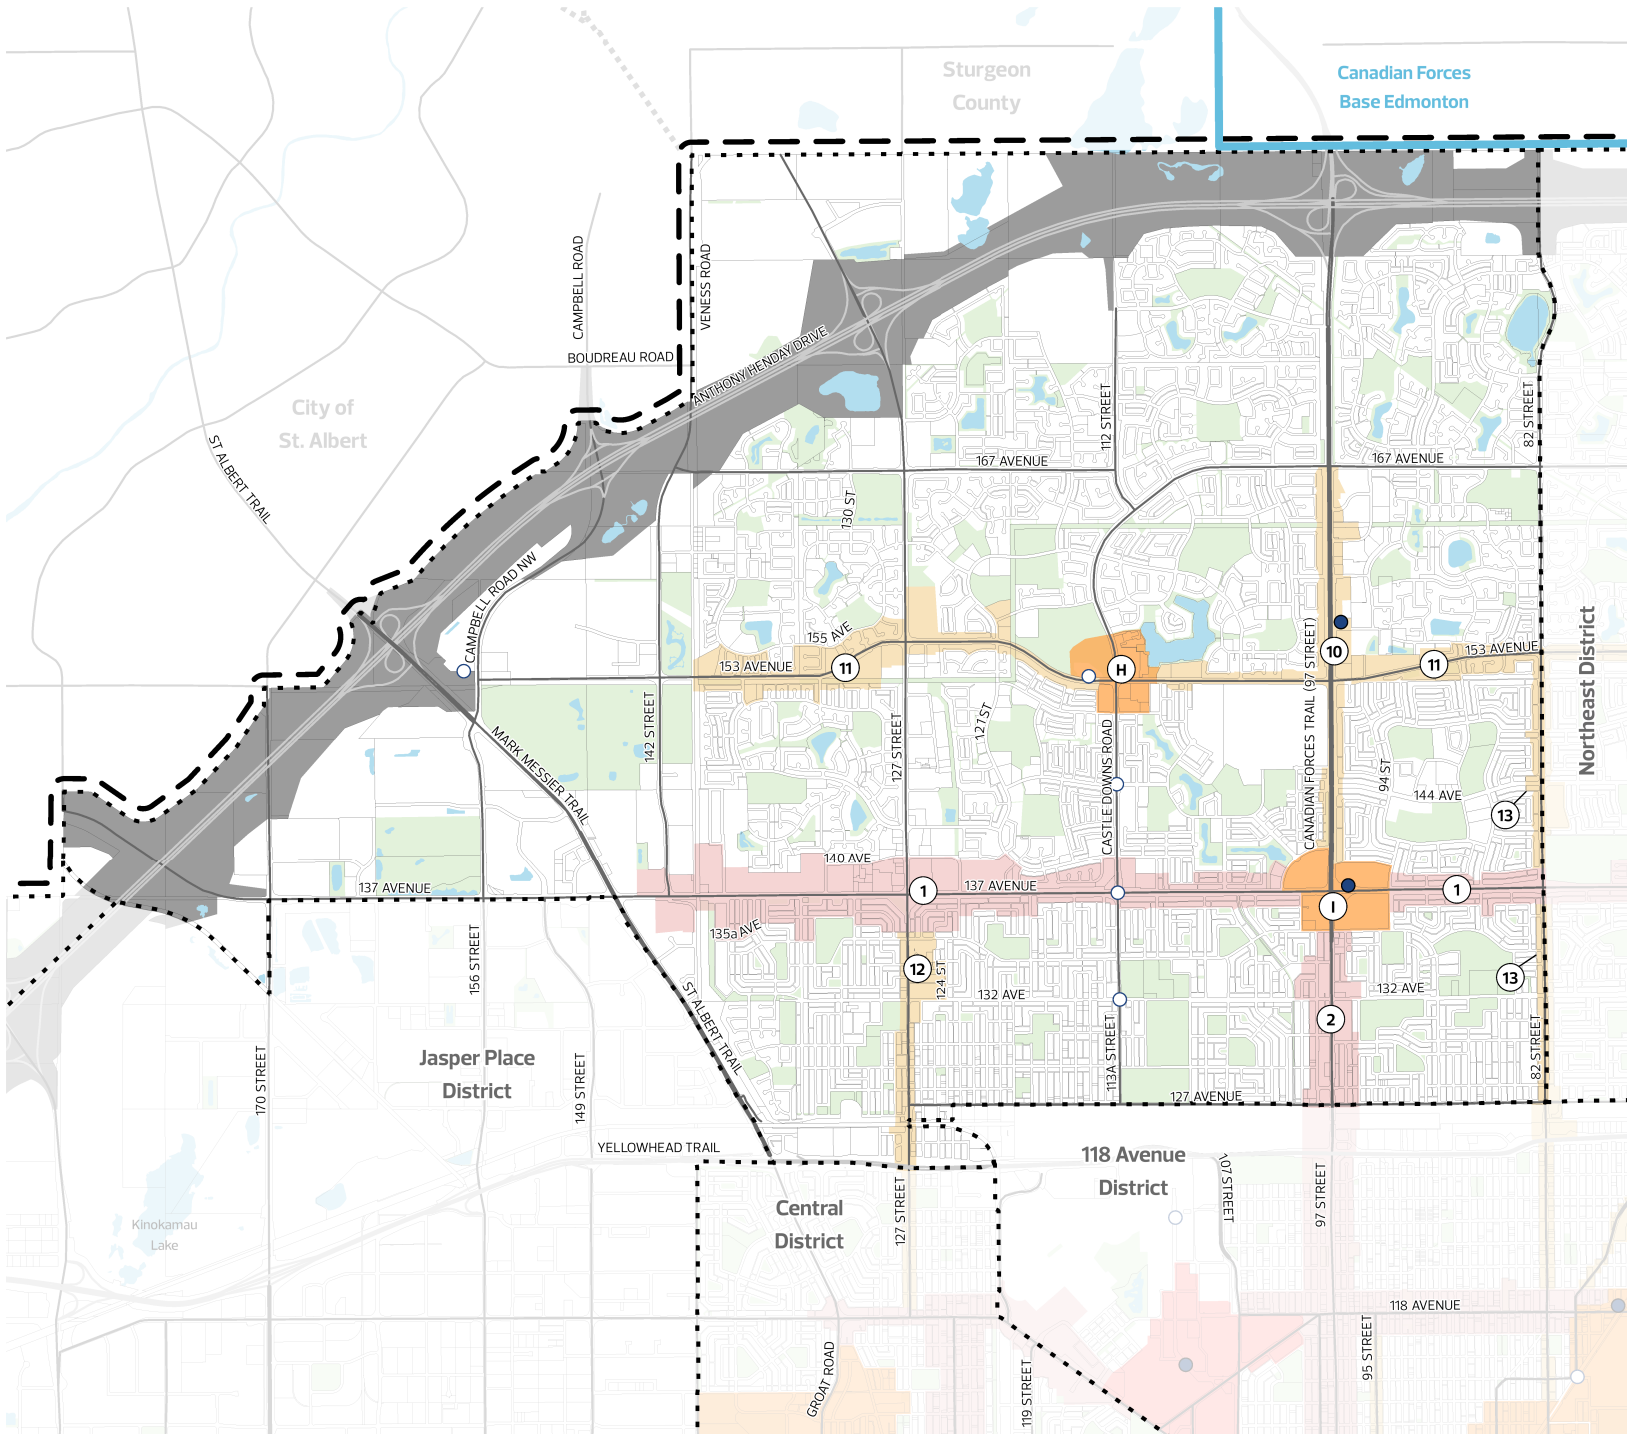 Sturgeon
County
Canadian Forces
Base Edmonton
CAMPBELL ROAD
VENESS ROAD
BOUDREAU ROAD
ANTHONY HENDAY DRIVE
City of
St. Albert
ST ALBERT TRAIL
112 STREET
82 STREET
167 AVENUE
167 AVENUE
130 ST
CAMPBELL ROAD NW
155 AVE
153 AVENUE
11
H
10
11
153 AVENUE
CANADIAN FORCES TRAIL (97 STREET)
Northeast District
142 STREET
127 STREET
121 ST
CASTLE DOWNS ROAD
MARK MESSIER TRAIL
94 ST
144 AVE
13
140 AVE
137 AVENUE
1
137 AVENUE
1
I
135a AVE
12
124 ST
132 AVE
132 AVE
13
156 STREET
ST ALBERT TRAIL
2
82 STREET
113A STREET
127 AVENUE
170 STREET
Jasper Place
District
149 STREET
YELLOWHEAD TRAIL
118 Avenue
District
107 STREET
97 STREET
127 STREET
Central
District
Kinokamau
Lake
118 AVENUE
95 STREET
GROAT ROAD
119 STREET